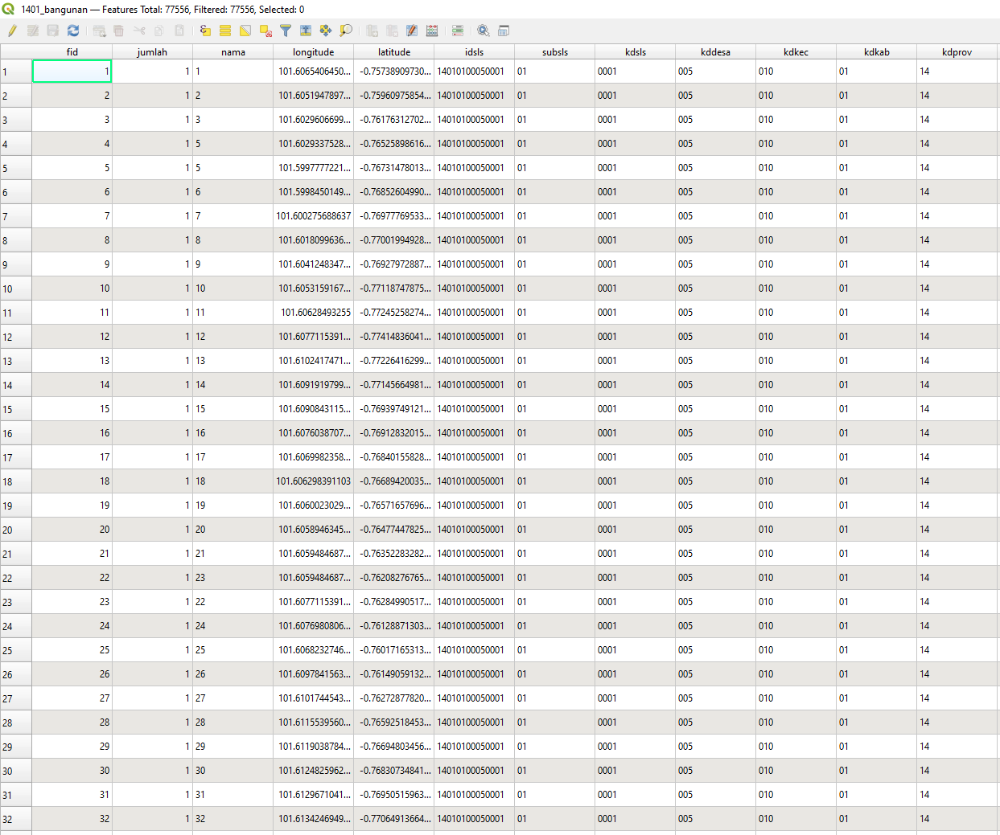 1401_bangunan — Features Total: 77556, Filtered: 77556, Selected: 0
fid jumlah nama longitude latitude idsls subsls kdsls kddesa kdkec kdkab kdprov
1 1 1 1 101.6065406450... -0.75738909730... 14010100050001 01 0001 005 010 01 14
2 2 1 2 101.6051947897... -0.75960975854... 14010100050001 01 0001 005 010 01 14
3 3 1 3 101.6029606699... -0.76176312702... 14010100050001 01 0001 005 010 01 14
4 4 1 5 101.6029337528... -0.76525898616... 14010100050001 01 0001 005 010 01 14
5 5 1 5 101.5997777221... -0.76731478013... 14010100050001 01 0001 005 010 01 14
6 6 1 6 101.5998450149... -0.76852604990... 14010100050001 01 0001 005 010 01 14
7 7 1 7 101.600275688637 -0.76977769533... 14010100050001 01 0001 005 010 01 14
8 8 1 8 101.6018099636... -0.77001994928... 14010100050001 01 0001 005 010 01 14
9 9 1 9 101.6041248347... -0.76927972887... 14010100050001 01 0001 005 010 01 14
10 10 1 10 101.6053159167... -0.77118747875... 14010100050001 01 0001 005 010 01 14
11 11 1 11 101.60628493255 -0.77245258274... 14010100050001 01 0001 005 010 01 14
12 12 1 12 101.6077115391... -0.77414836041... 14010100050001 01 0001 005 010 01 14
13 13 1 13 101.6102417471... -0.77226416299... 14010100050001 01 0001 005 010 01 14
14 14 1 14 101.6091919799... -0.77145664981... 14010100050001 01 0001 005 010 01 14
15 15 1 15 101.6090843115... -0.76939749121... 14010100050001 01 0001 005 010 01 14
16 16 1 16 101.6076038707... -0.76912832015... 14010100050001 01 0001 005 010 01 14
17 17 1 17 101.6069982358... -0.76840155828... 14010100050001 01 0001 005 010 01 14
18 18 1 18 101.606298391103 -0.76689420035... 14010100050001 01 0001 005 010 01 14
19 19 1 19 101.6060023029... -0.76571657696... 14010100050001 01 0001 005 010 01 14
20 20 1 20 101.6058946345... -0.76477447825... 14010100050001 01 0001 005 010 01 14
21 21 1 21 101.6059484687... -0.76352283282... 14010100050001 01 0001 005 010 01 14
22 22 1 23 101.6059484687... -0.76208276765... 14010100050001 01 0001 005 010 01 14
23 23 1 22 101.6077115391... -0.76284990517... 14010100050001 01 0001 005 010 01 14
24 24 1 24 101.6076980806... -0.76128871303... 14010100050001 01 0001 005 010 01 14
25 25 1 25 101.6068232746... -0.76017165313... 14010100050001 01 0001 005 010 01 14
26 26 1 26 101.6097841563... -0.76149059132... 14010100050001 01 0001 005 010 01 14
27 27 1 27 101.6101744543... -0.76272877820... 14010100050001 01 0001 005 010 01 14
28 28 1 28 101.6115539560... -0.76592518453... 14010100050001 01 0001 005 010 01 14
29 29 1 29 101.6119038784... -0.76694803456... 14010100050001 01 0001 005 010 01 14
30 30 1 30 101.6124825962... -0.76830734841... 14010100050001 01 0001 005 010 01 14
31 31 1 31 101.6129671041... -0.76950515963... 14010100050001 01 0001 005 010 01 14
32 32 1 32 101.6134246949... -0.77064913664... 14010100050001 01 0001 005 010 01 14